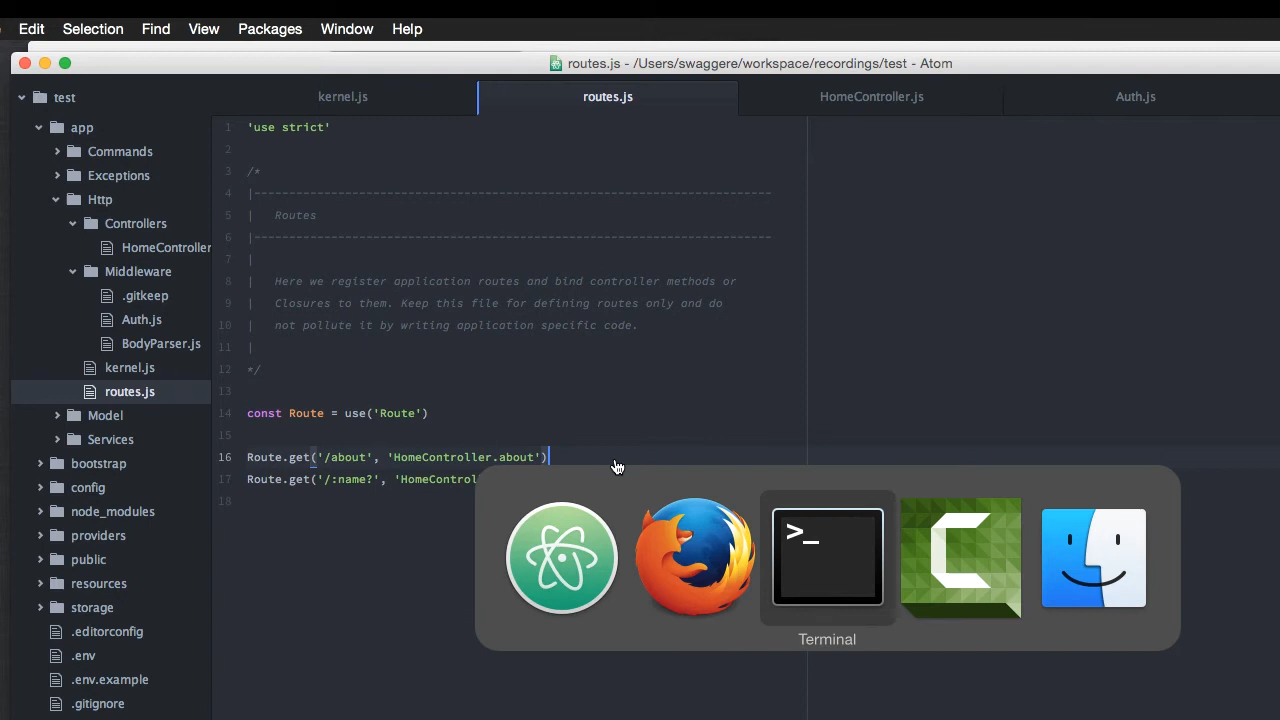 Edit Selection Find View Packages Window Help
routes.js - /Users/swaggere/workspace/recordings/test - Atom
test
kernel.js
routes.js
HomeController.js
Auth.js
app
Commands
Exceptions
Http
Controllers
HomeController
Middleware
.gitkeep
Auth.js
BodyParser.js
kernel.js
routes.js
Model
Services
bootstrap
config
node_modules
providers
public
resources
storage
.editorconfig
.env
.env.example
.gitignore
1 'use strict'
2
3 /*
4 |--------------------------------------------------------------------------
5 | Routes
6 |--------------------------------------------------------------------------
7 |
8 | Here we register application routes and bind controller methods or
9 | Closures to them. Keep this file for defining routes only and do
10 | not pollute it by writing application specific code.
11 |
12 */
13
14 const Route = use('Route')
15
16 Route.get('/about', 'HomeController.about')
17 Route.get('/:name?', 'HomeControl
18
>_
Terminal